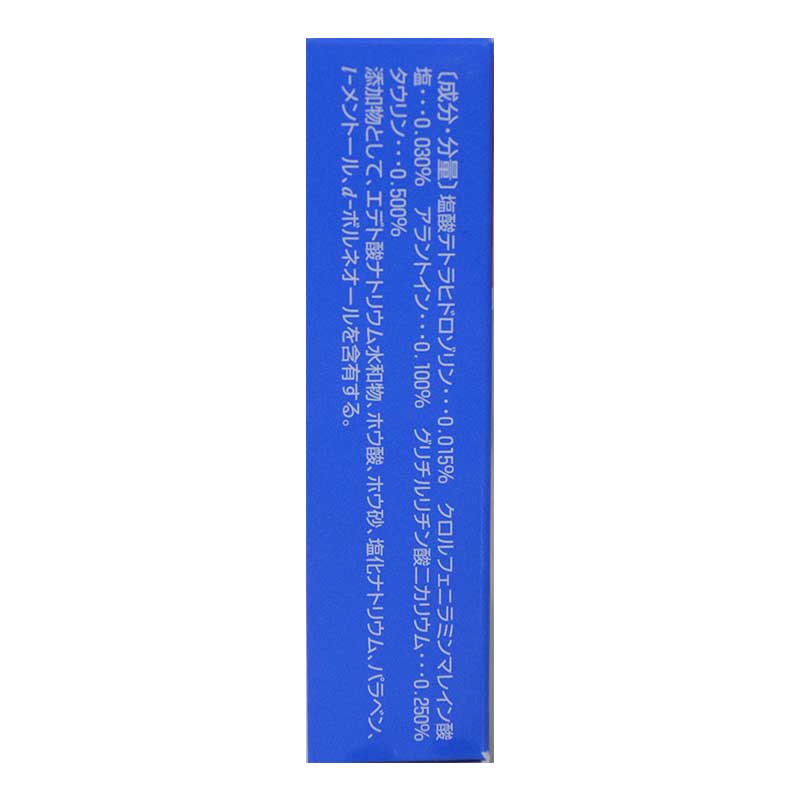 〔成分・分量〕塩酸テトラヒドロゾリン・・・0.015%　クロルフェニラミンマレイン酸
塩・・・0.030%　アラントイン・・・0.100%　グリチルリチン酸二カリウム・・・0.250%
タウリン・・・0.500%
添加物として、エデト酸ナトリウム水和物、ホウ酸、ホウ砂、塩化ナトリウム、パラベン、
l-メントール、d-ボルネオールを含有する。